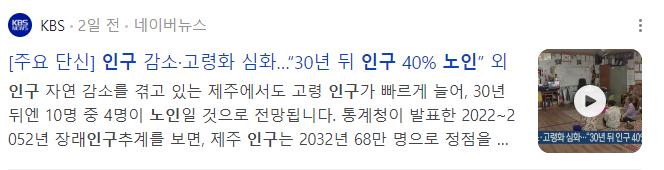 KBS
NEWS
KBS · 2일 전 · 네이버뉴스
[주요 단신] 인구 감소·고령화 심화…“30년 뒤 인구 40% 노인” 외
인구 자연 감소를 겪고 있는 제주에서도 고령 인구가 빠르게 늘어, 30년
뒤엔 10명 중 4명이 노인일 것으로 전망됩니다. 통계청이 발표한 2022~2
052년 장래인구추계를 보면, 제주 인구는 2032년 68만 명으로 정점을 ...
소·고령화 심화…“30년 뒤 인구 40%